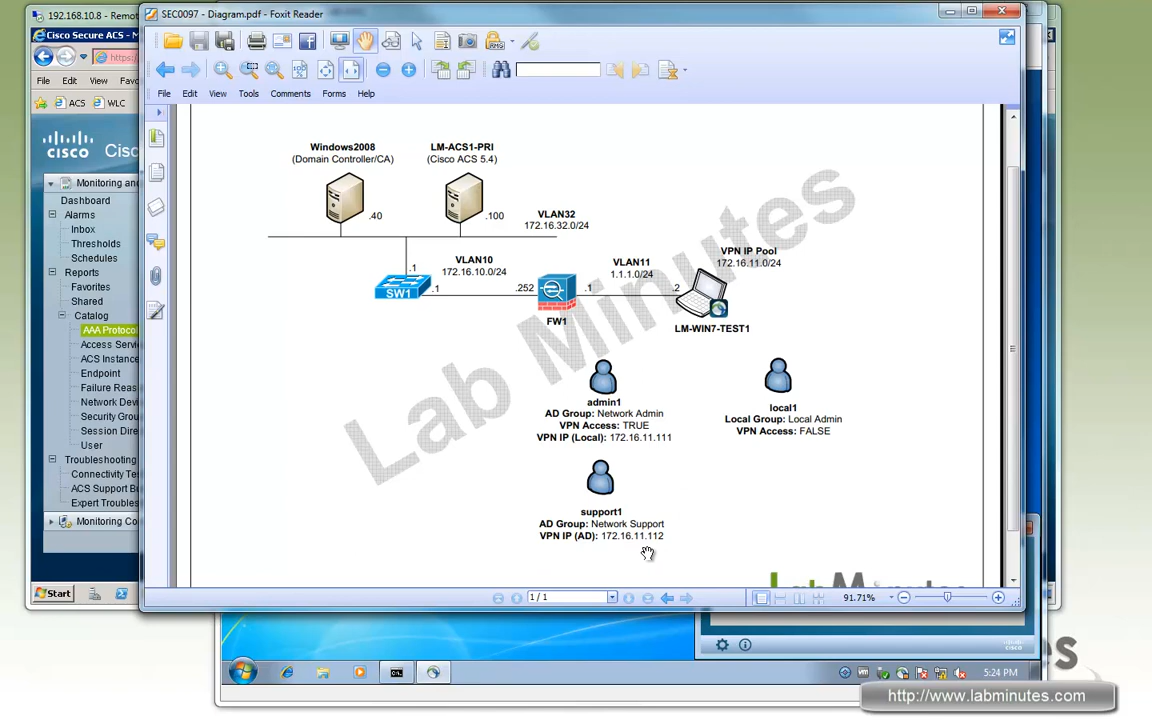 192.168.10.8 - Remot
SEC0097 - Diagram.pdf - Foxit Reader
Cisco Secure ACS - M
https:/
File Edit View Favo
File Edit View Tools Comments Forms Help
ACS WLC
cisco Cisc
Monitoring and
Dashboard
Alarms
Inbox
Thresholds
Schedules
Reports
Favorites
Shared
Catalog
AAA Protocol
Access Servi
ACS Instance
Endpoint
Failure Reas
Network Devi
Security Grou
Session Dire
User
Troubleshooting
Connectivity Te
ACS Support Bu
Expert Troubles
Monitoring Co
Windows2008
(Domain Controller/CA)
LM-ACS1-PRI
(Cisco ACS 5.4)
.40
.100
VLAN32
172.16.32.0/24
VLAN10
172.16.10.0/24
.1
SW1
.1
.252
FW1
VLAN11
1.1.1.0/24
.1
.2
VPN IP Pool
172.16.11.0/24
LM-WIN7-TEST1
Lab Minutes
admin1
AD Group: Network Admin
VPN Access: TRUE
VPN IP (Local): 172.16.11.111
local1
Local Group: Local Admin
VPN Access: FALSE
support1
AD Group: Network Support
VPN IP (AD): 172.16.11.112
LabMinutes
Start
1 / 1
91.71%
cisco
5:24 PM
http://www.labminutes.com